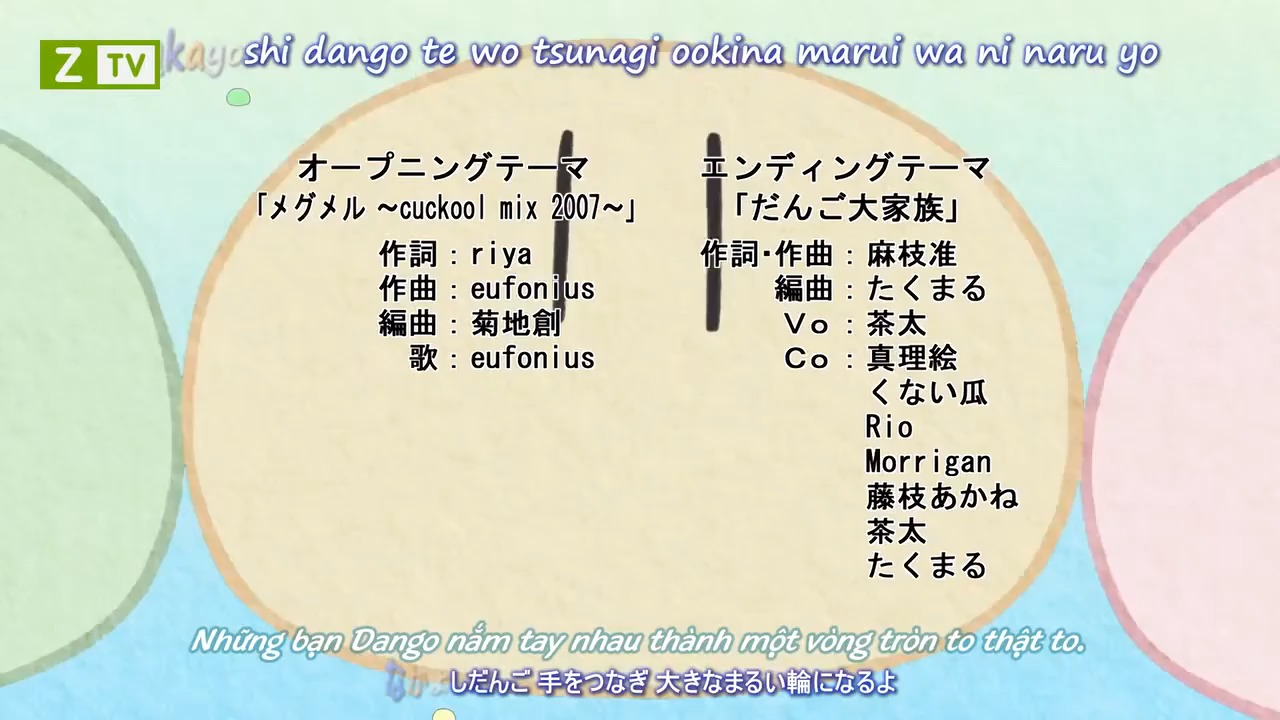 Z TV
kayoshi dango te wo tsunagi ookina marui wa ni naru yo
オープニングテーマ
「メグメル ～cuckool mix 2007～」
作詞：riya
作曲：eufonius
編曲：菊地創
歌：eufonius
エンディングテーマ
「だんご大家族」
作詞・作曲：麻枝准
編曲：たくまる
Ｖｏ：茶太
Ｃｏ：真理絵
くない瓜
Rio
Morrigan
藤枝あかね
茶太
たくまる
Những bạn Dango nắm tay nhau thành một vòng tròn to thật to.
しだんご 手をつなぎ 大きなまるい輪になるよ